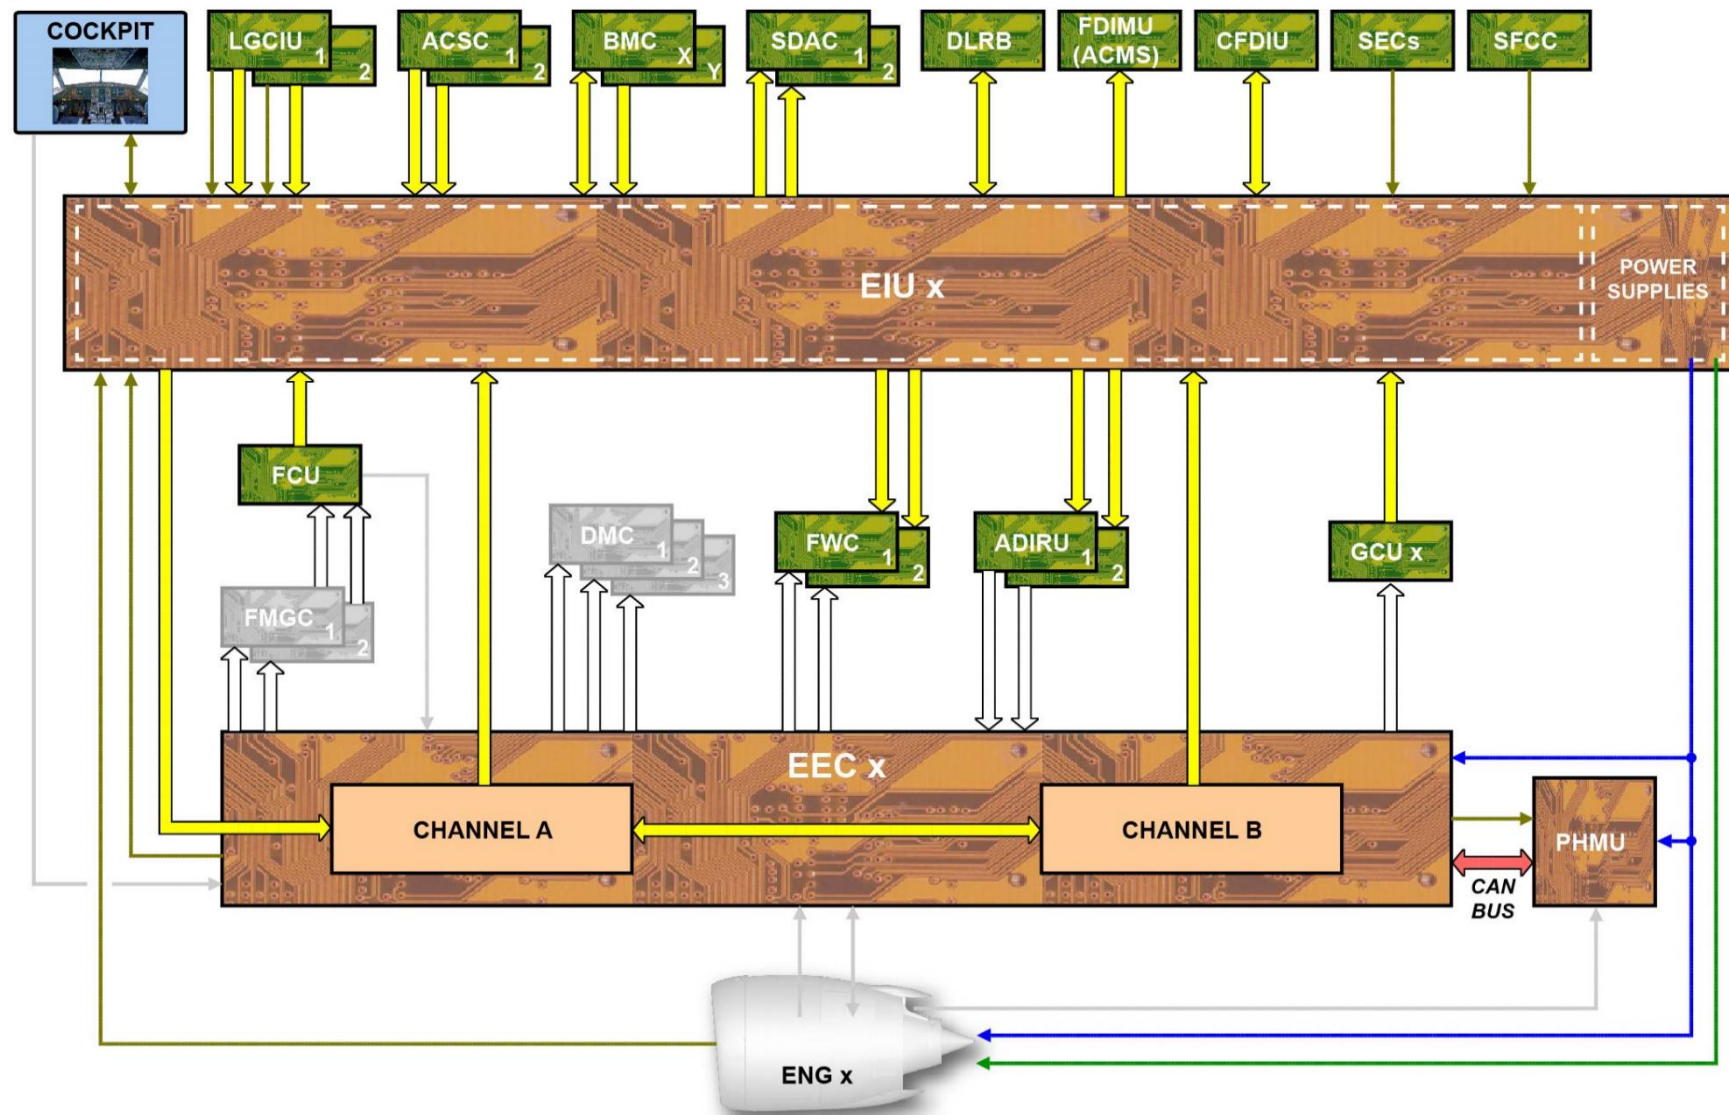 COCKPIT
LGCIU 1
2
ACSC 1
2
BMC X
Y
SDAC 1
2
DLRB
FDIMU
(ACMS)
CFDIU
SECs
SFCC
EIU x
POWER
SUPPLIES
FCU
DMC 1
2
3
FWC 1
2
ADIRU 1
2
GCU x
FMGC 1
2
EEC x
CHANNEL A
CHANNEL B
PHMU
CAN
BUS
ENG x